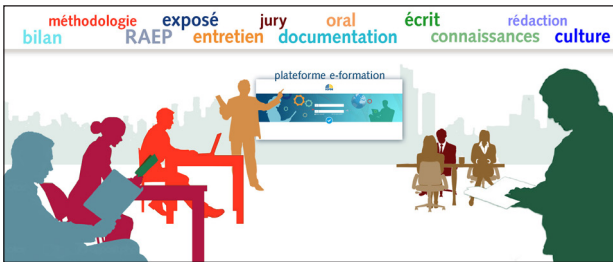 méthodologie exposé jury oral écrit rédaction
bilan RAEP entretien documentation connaissances culture
plateforme e-formation